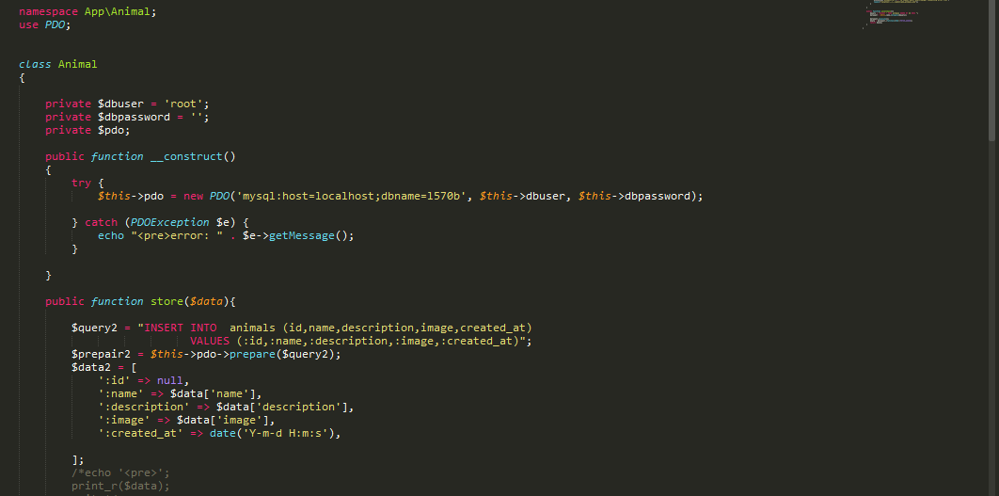 namespace App\Animal;
use PDO;
class Animal
{
private $dbuser = 'root';
private $dbpassword = '';
private $pdo;
public function __construct()
{
try {
$this->pdo = new PDO('mysql:host=localhost;dbname=l570b', $this->dbuser, $this->dbpassword);
} catch (PDOException $e) {
echo "<pre>error: " . $e->getMessage();
}
}
public function store($data){
$query2 = "INSERT INTO  animals (id,name,description,image,created_at)
VALUES (:id,:name,:description,:image,:created_at)";
$prepair2 = $this->pdo->prepare($query2);
$data2 = [
':id' => null,
':name' => $data['name'],
':description' => $data['description'],
':image' => $data['image'],
':created_at' => date('Y-m-d H:m:s'),
];
/*echo '<pre>';
print_r($data);